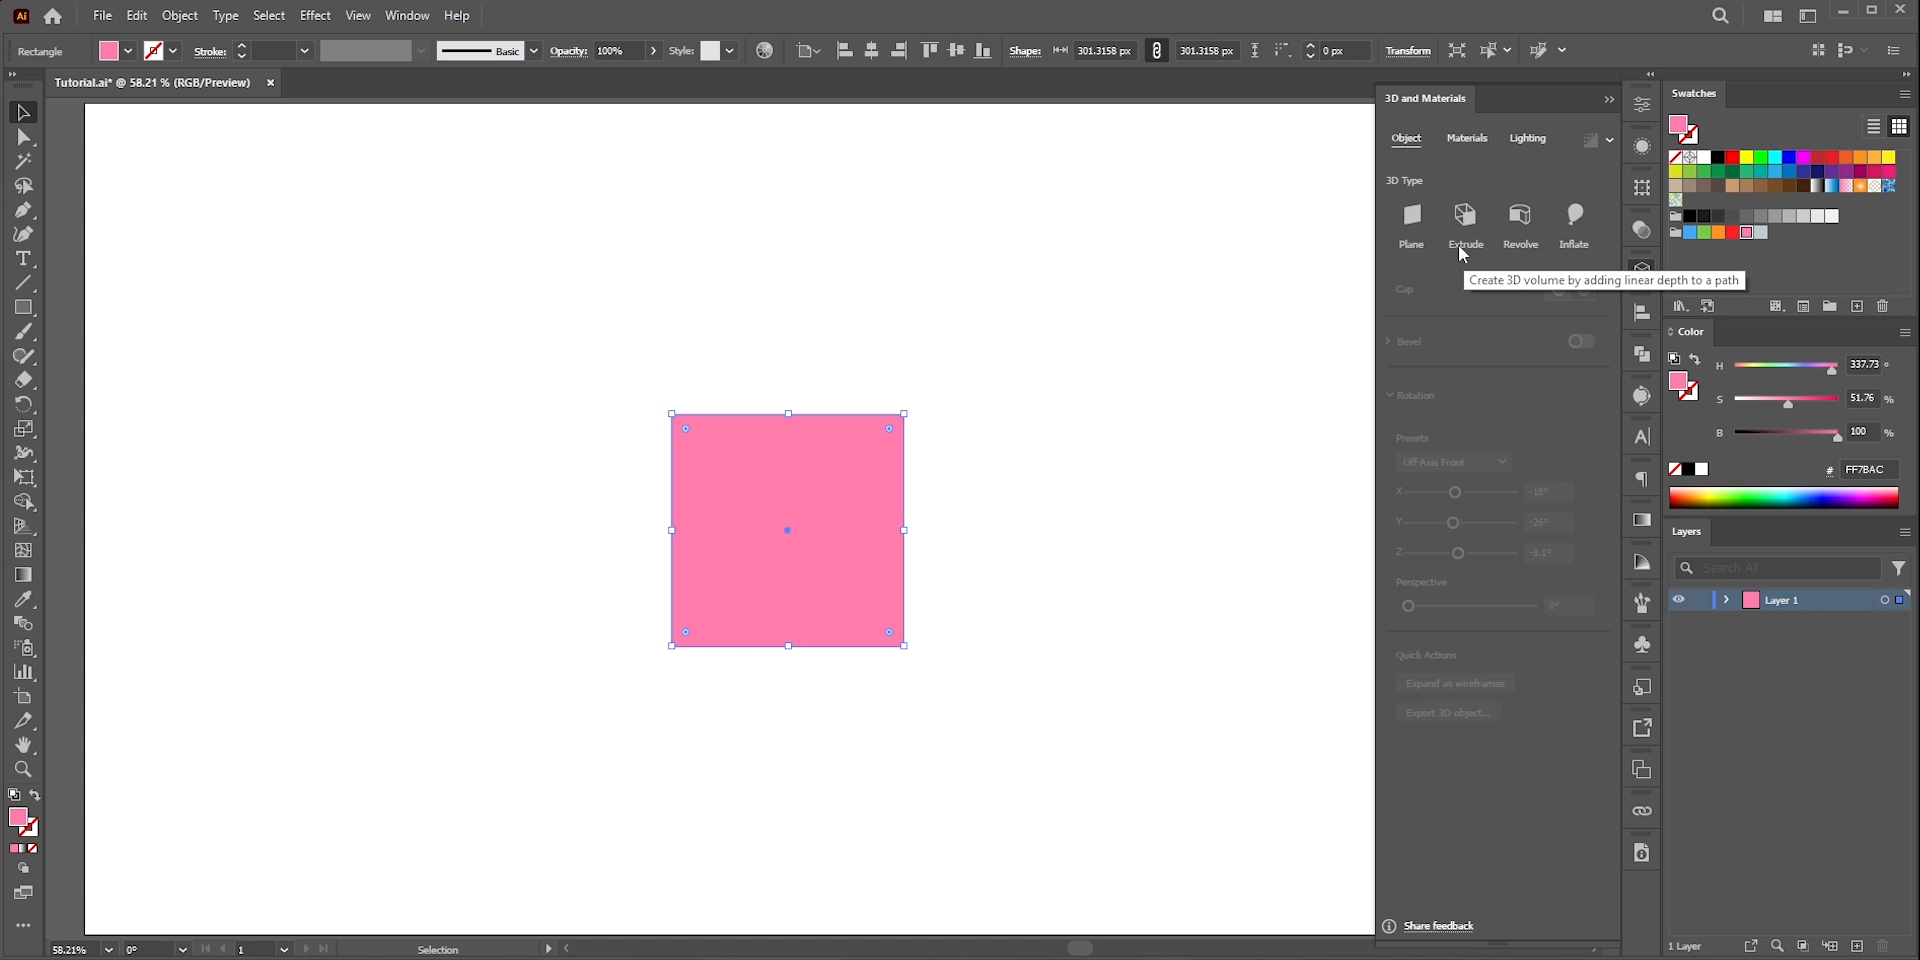 Ai File Edit Object Type Select Effect View Window Help
Rectangle Stroke: Basic Opacity: 100% Style: Shape: 301.3158 px 301.3158 px 0 px Transform
Tutorial.ai* @ 58.21 % (RGB/Preview)
3D and Materials
Object Materials Lighting
3D Type
Plane Extrude Revolve Inflate
Create 3D volume by adding linear depth to a path
Cap
Bevel
Rotation
Presets
Off-Axis Front
X -18°
Y -26°
Z -8.1°
Perspective
0°
Quick Actions
Expand as wireframes
Export 3D object...
Share feedback
Swatches
Color
H 337.73 °
S 51.76 %
B 100 %
# FF7BAC
Layers
Search All
Layer 1
1 Layer
58.21% 0° 1 Selection